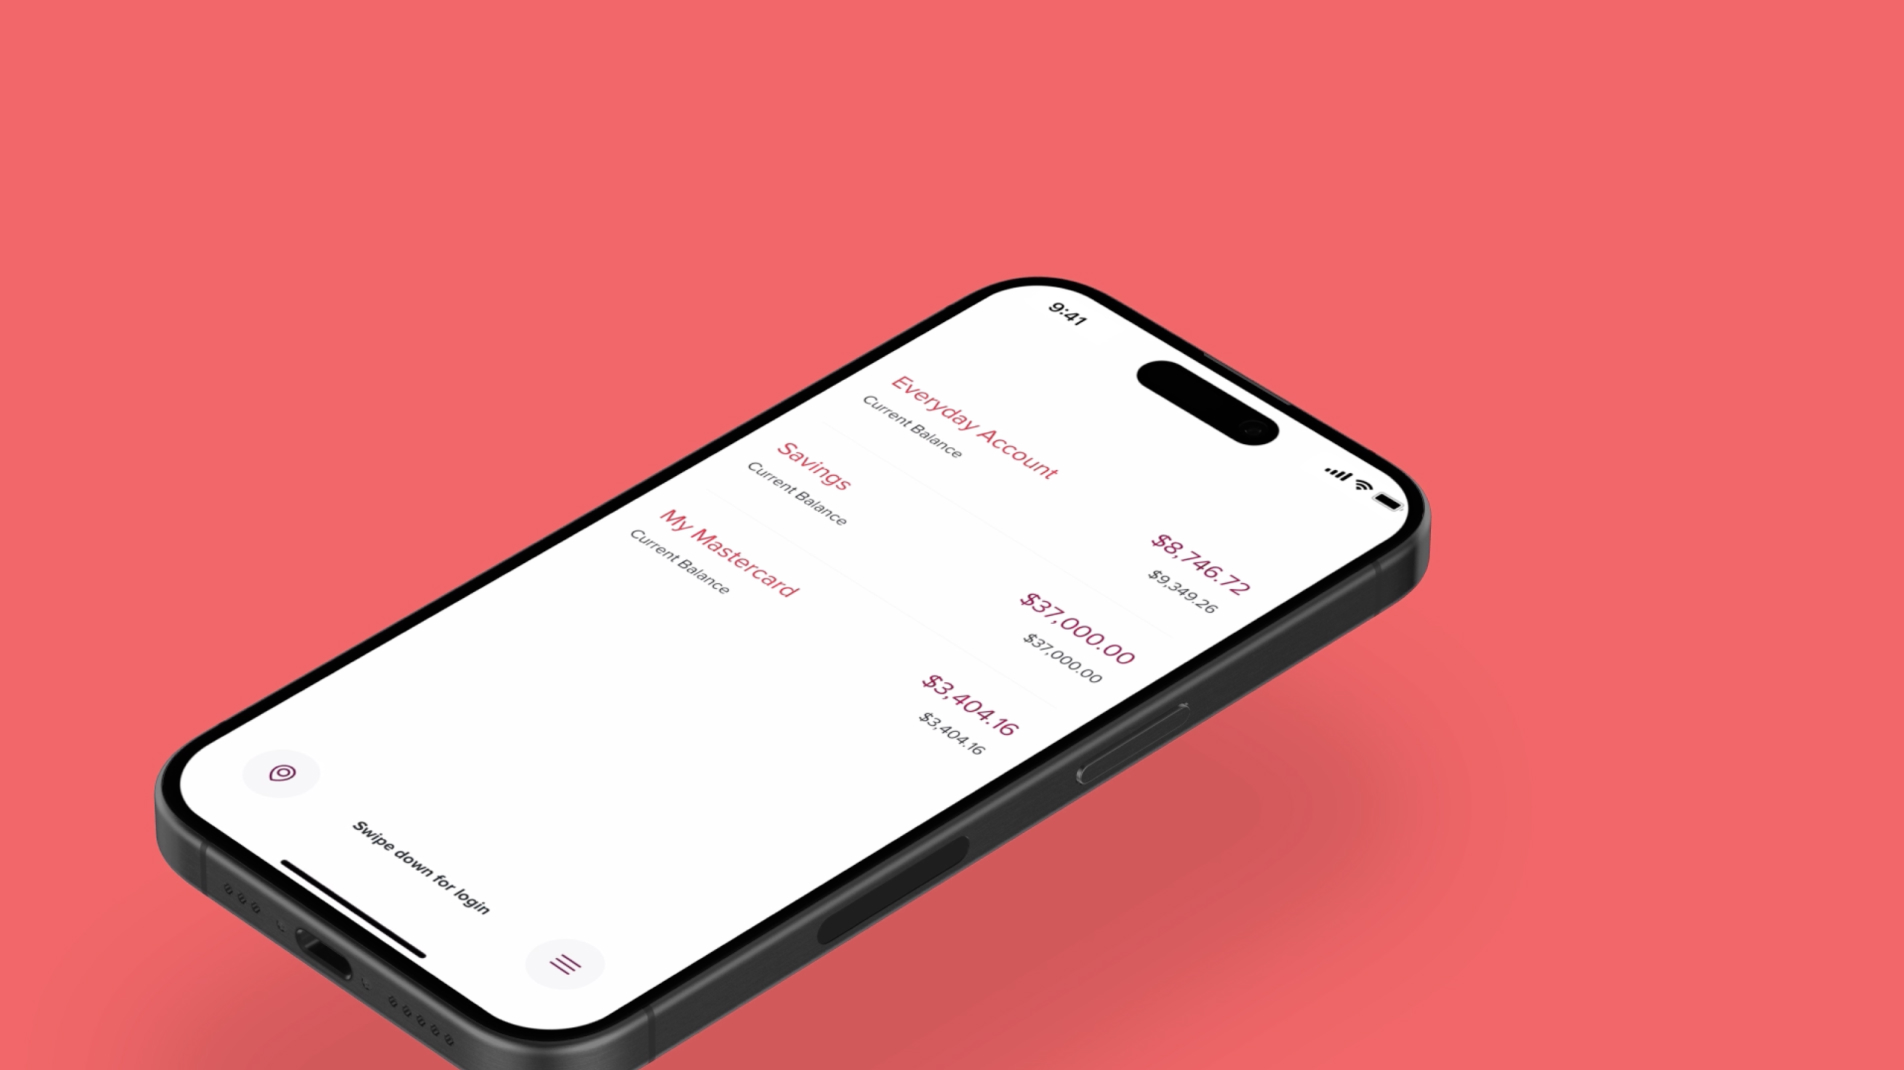 9:41
Everyday Account
$8,746.72
Current Balance
$9,349.26
Savings
$37,000.00
Current Balance
$37,000.00
My Mastercard
$3,404.16
Current Balance
$3,404.16
Swipe down for login